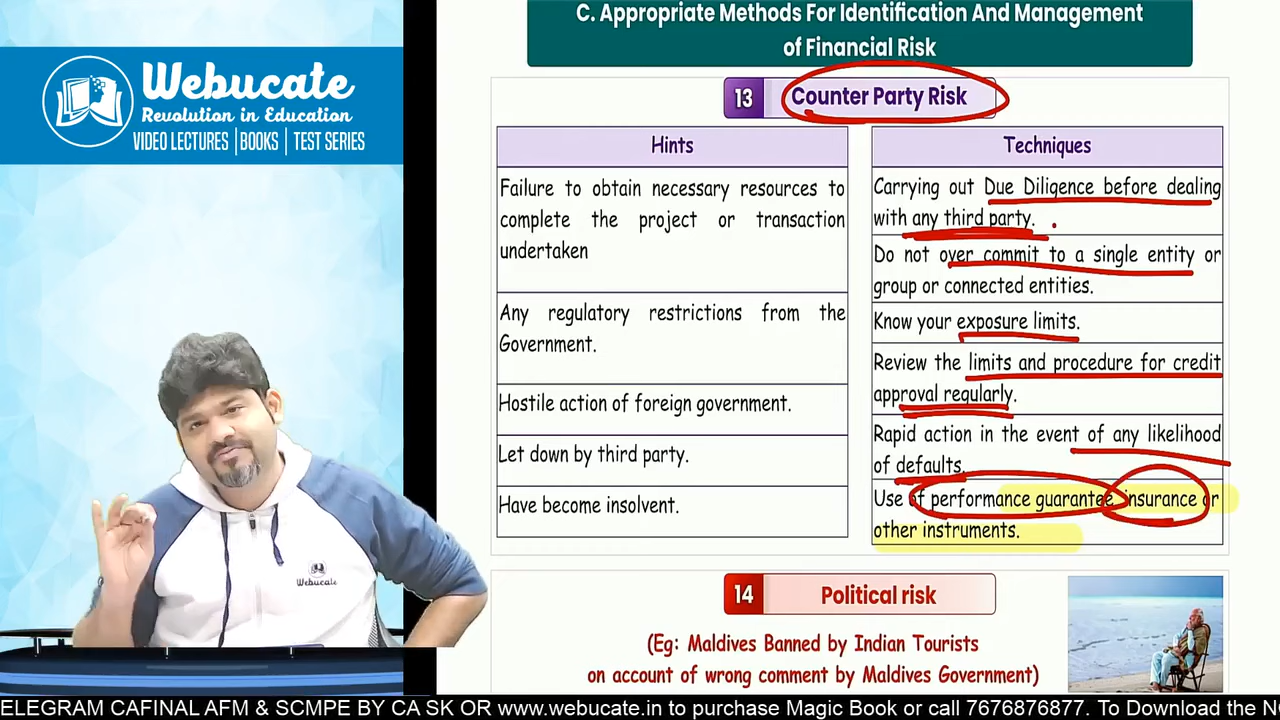 C. Appropriate Methods For Identification And Management
of Financial Risk
Webucate
Revolution in Education
VIDEO LECTURES | BOOKS | TEST SERIES
13 Counter Party Risk
Hints
Failure to obtain necessary resources to
complete the project or transaction
undertaken
Any regulatory restrictions from the
Government.
Hostile action of foreign government.
Let down by third party.
Have become insolvent.
Techniques
Carrying out Due Diligence before dealing
with any third party.
Do not over commit to a single entity or
group or connected entities.
Know your exposure limits.
Review the limits and procedure for credit
approval regularly.
Rapid action in the event of any likelihood
of defaults.
Use of performance guarantee, insurance or
other instruments.
Webucate
14 Political risk
(Eg: Maldives Banned by Indian Tourists
on account of wrong comment by Maldives Government)
ELEGRAM CAFINAL AFM & SCMPE BY CA SK OR www.webucate.in to purchase Magic Book or call 7676876877. To Download the N